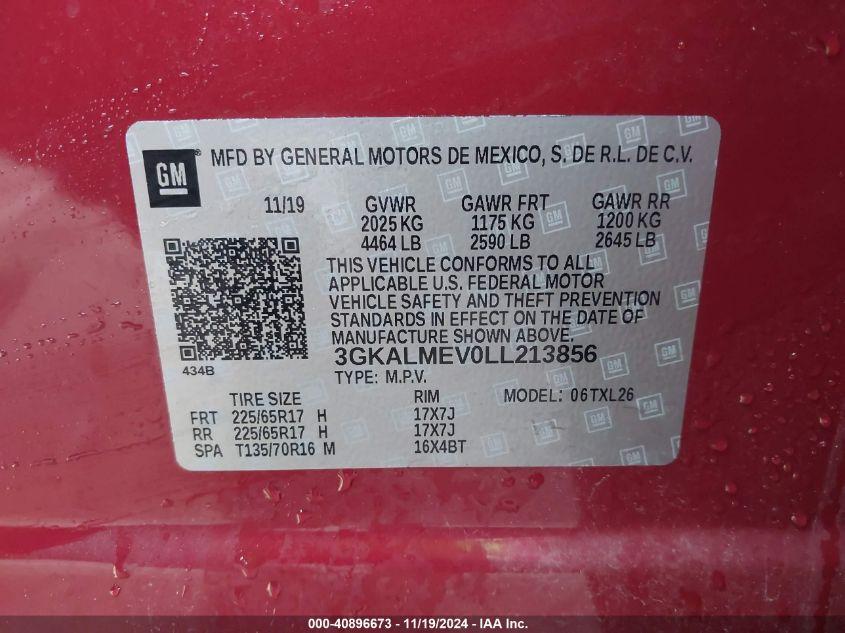 GM MFD BY GENERAL MOTORS DE MEXICO, S. DE R.L. DE C.V.
11/19 GVWR GAWR FRT GAWR RR
2025 KG 1175 KG 1200 KG
4464 LB 2590 LB 2645 LB
THIS VEHICLE CONFORMS TO ALL
APPLICABLE U.S. FEDERAL MOTOR
VEHICLE SAFETY AND THEFT PREVENTION
STANDARDS IN EFFECT ON THE DATE OF
MANUFACTURE SHOWN ABOVE.
434B 3GKALMEV0LL213856
TYPE: M.P.V.
TIRE SIZE RIM MODEL: 06TXL26
FRT 225/65R17 H 17X7J
RR 225/65R17 H 17X7J
SPA T135/70R16 M 16X4BT
000-40896673 - 11/19/2024 - IAA Inc.